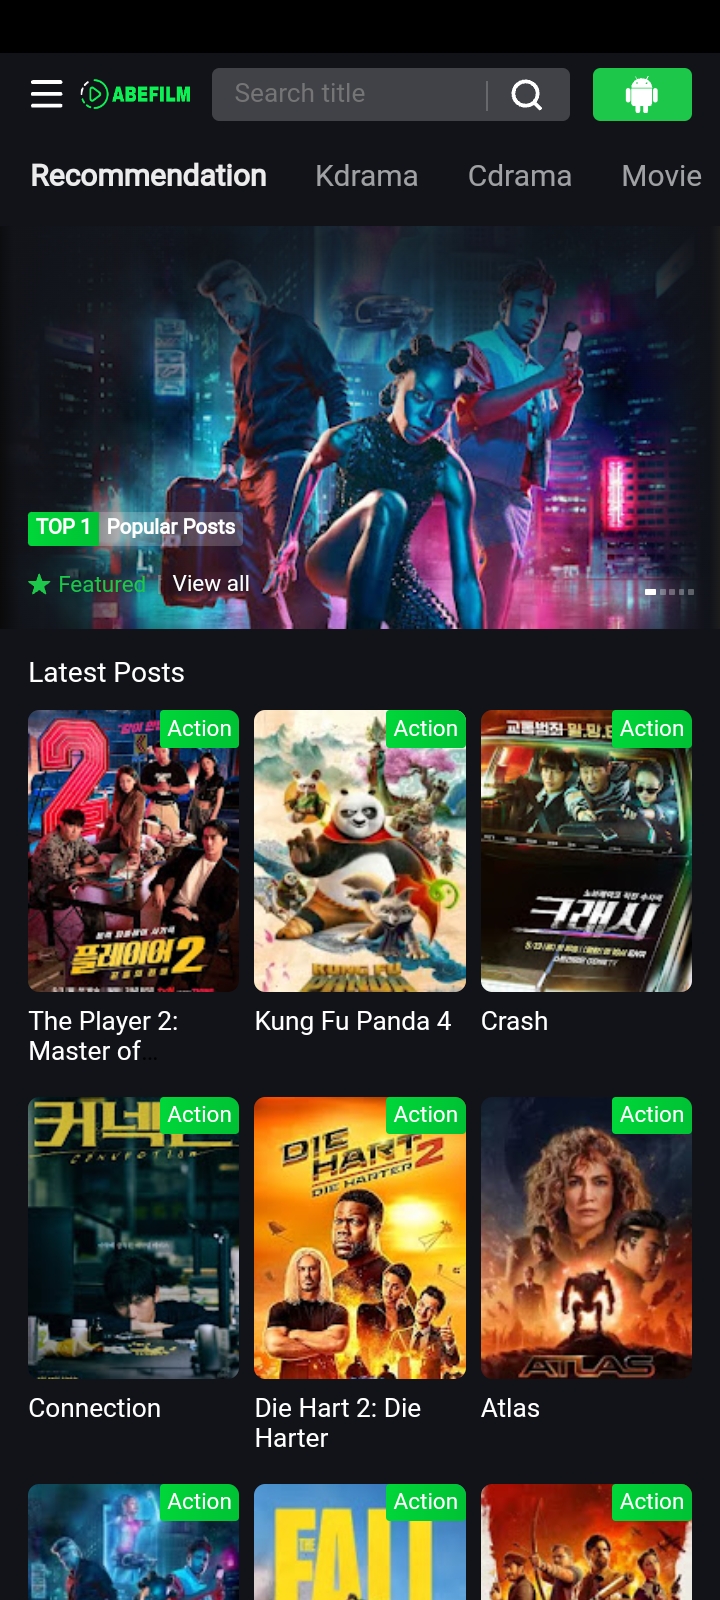 ABEFILM
Search title
Recommendation Kdrama Cdrama Movie
TOP 1 Popular Posts
Featured View all
Latest Posts
Action
Action
Action
2
플레이어2
KUNG FU
PANDA
교통범죄
크래시
The Player 2:
Master of...
Kung Fu Panda 4
Crash
Action
Action
Action
CONNECTION
DIE
HART 2
DIE HARTER
ATLAS
Connection
Die Hart 2: Die
Harter
Atlas
Action
Action
Action
THE
FALL